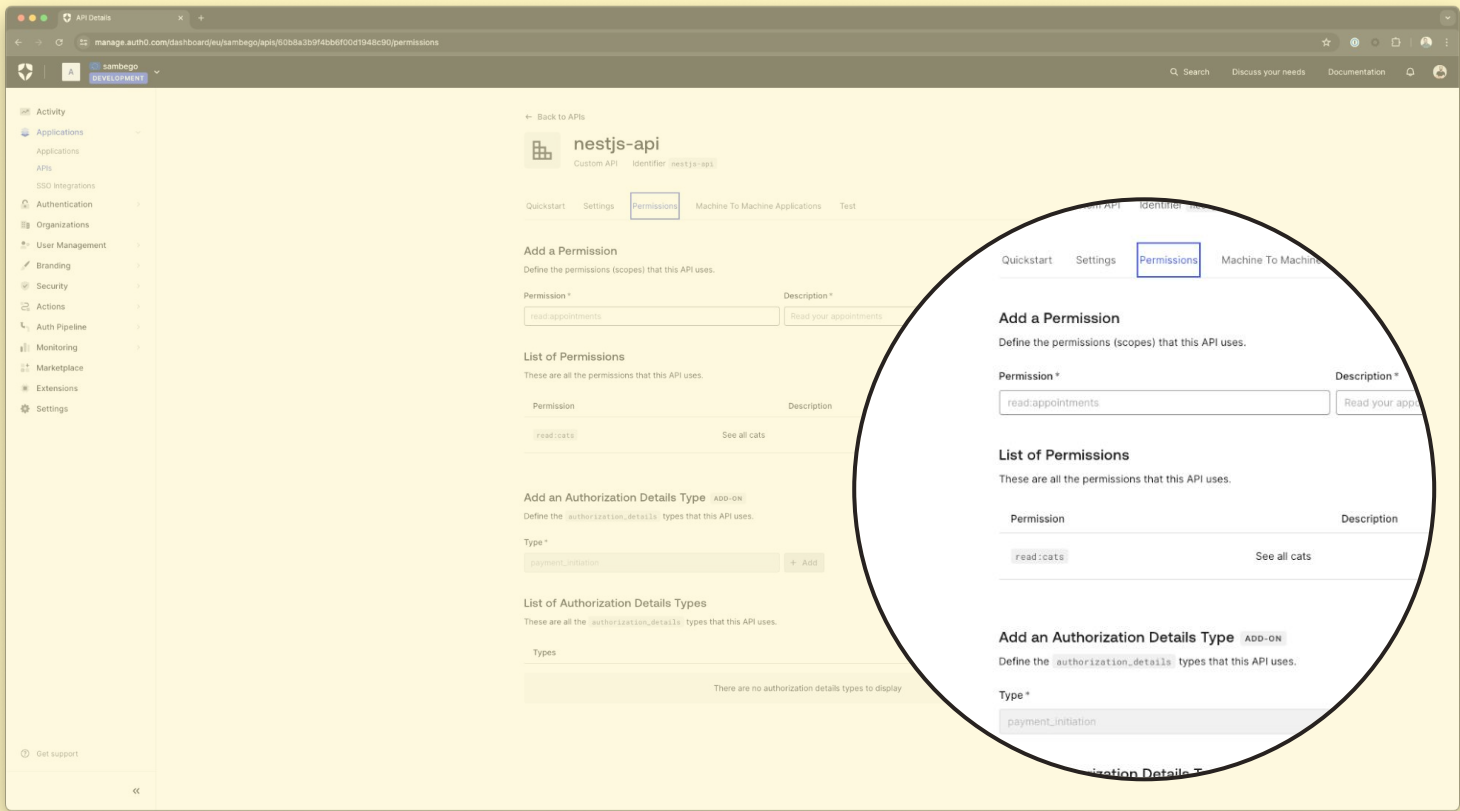 API Details
manage.auth0.com/dashboard/eu/sambego/apis/60b8a3b9f4bb6f00d1948c90/permissions
A
sambego
DEVELOPMENT
Search
Discuss your needs
Documentation
Activity
Applications
Applications
APIs
SSO Integrations
Authentication
Organizations
User Management
Branding
Security
Actions
Auth Pipeline
Monitoring
Marketplace
Extensions
Settings
Get support
← Back to APIs
nestjs-api
Custom API Identifier nestjs-api
Quickstart Settings Permissions Machine To Machine Applications Test
Add a Permission
Define the permissions (scopes) that this API uses.
Permission * Description *
read:appointments Read your appointments
List of Permissions
These are all the permissions that this API uses.
Permission Description
read:cats See all cats
Add an Authorization Details Type ADD-ON
Define the authorization_details types that this API uses.
Type *
payment_initiation + Add
List of Authorization Details Types
These are all the authorization_details types that this API uses.
Types
There are no authorization details types to display
API Identifier
Quickstart Settings Permissions Machine To Machine
Add a Permission
Define the permissions (scopes) that this API uses.
Permission * Description *
read:appointments Read your
List of Permissions
These are all the permissions that this API uses.
Permission Description
read:cats See all cats
Add an Authorization Details Type ADD-ON
Define the authorization_details types that this API uses.
Type *
payment_initiation
Details